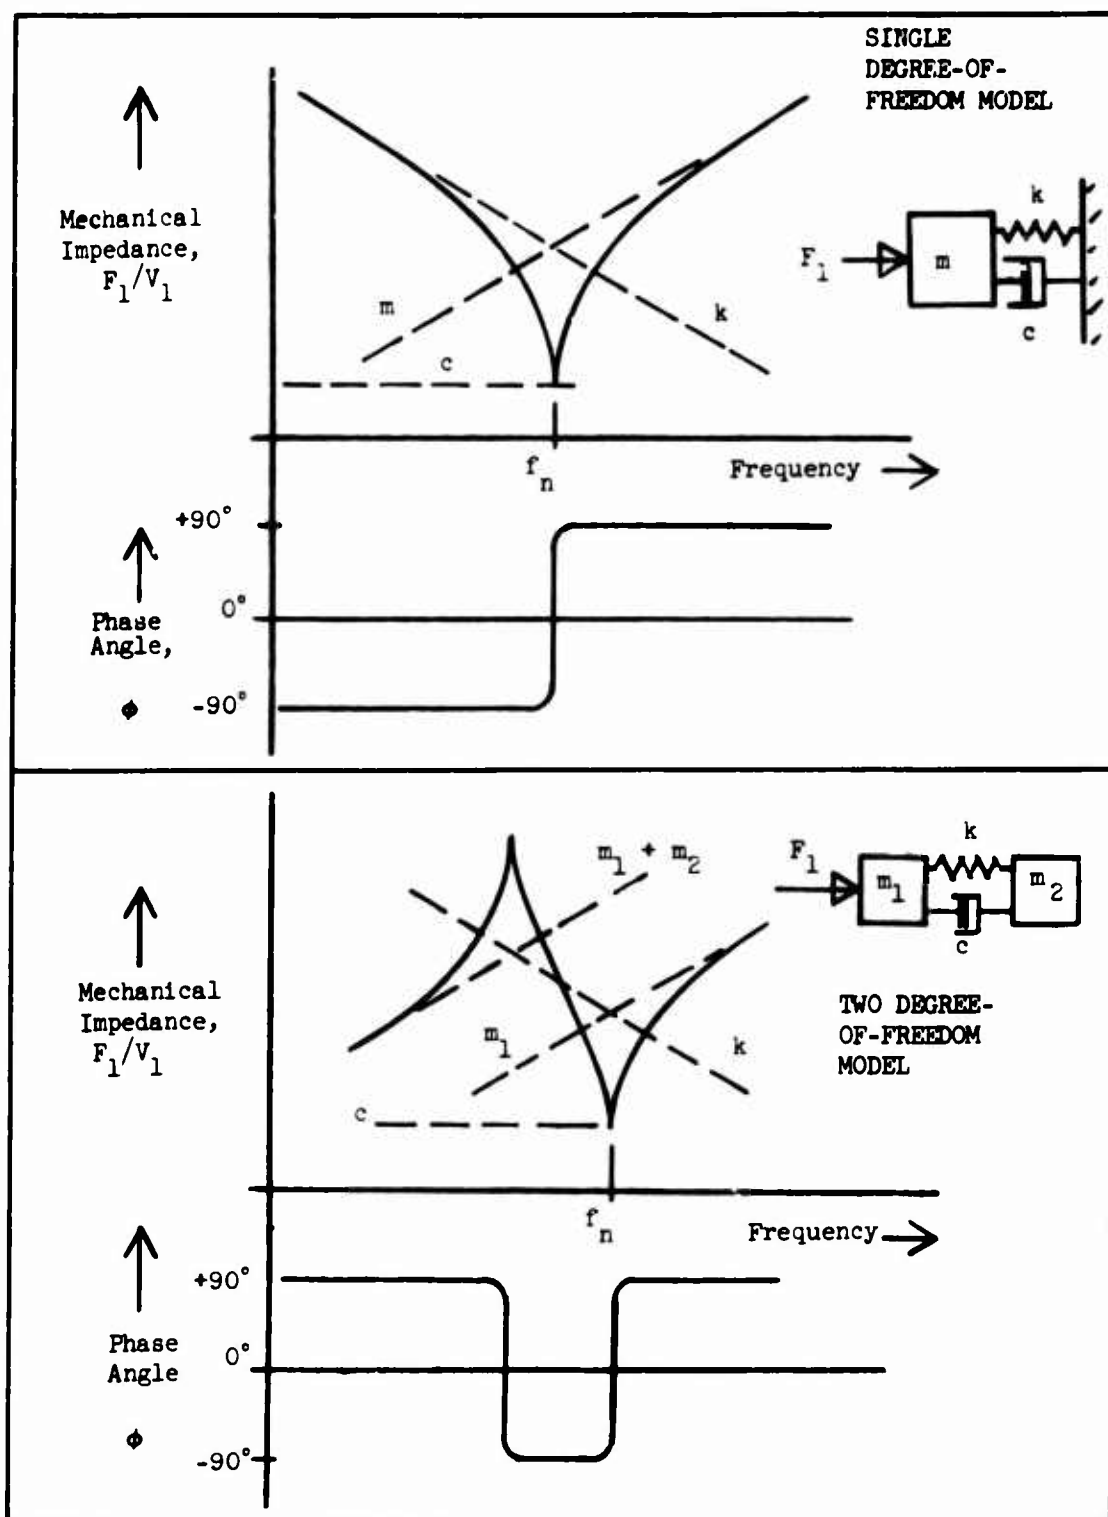 SINGLE
DEGREE-OF-
FREEDOM MODEL
Mechanical
Impedance,
F₁/V₁
k
F₁
m
c
m
k
c
fₙ
Frequency
+90°
0°
Phase
Angle,
ϕ
-90°
m₁ + m₂
k
F₁
m₁
m₂
c
Mechanical
Impedance,
F₁/V₁
TWO DEGREE-
OF-FREEDOM
MODEL
m₁
k
c
fₙ
Frequency
+90°
Phase
Angle
0°
ϕ
-90°